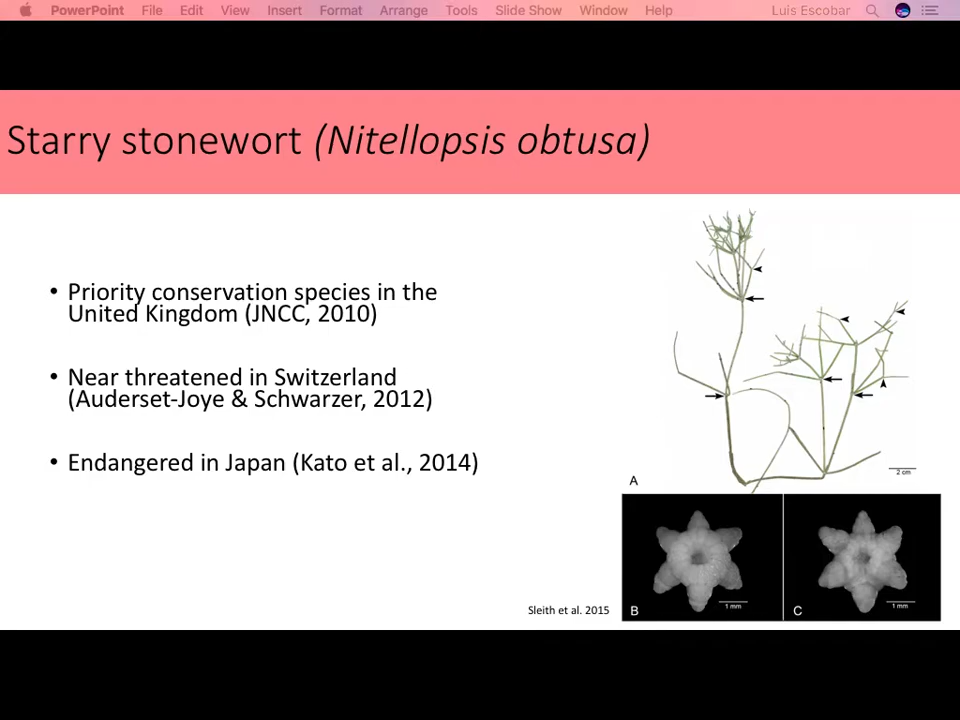 PowerPoint File Edit View Insert Format Arrange Tools Slide Show Window Help Luis Escobar
Starry stonewort (Nitellopsis obtusa)
• Priority conservation species in the
United Kingdom (JNCC, 2010)
• Near threatened in Switzerland
(Auderset-Joye & Schwarzer, 2012)
• Endangered in Japan (Kato et al., 2014)
2 cm
A
1 mm
1 mm
Sleith et al. 2015
B
C